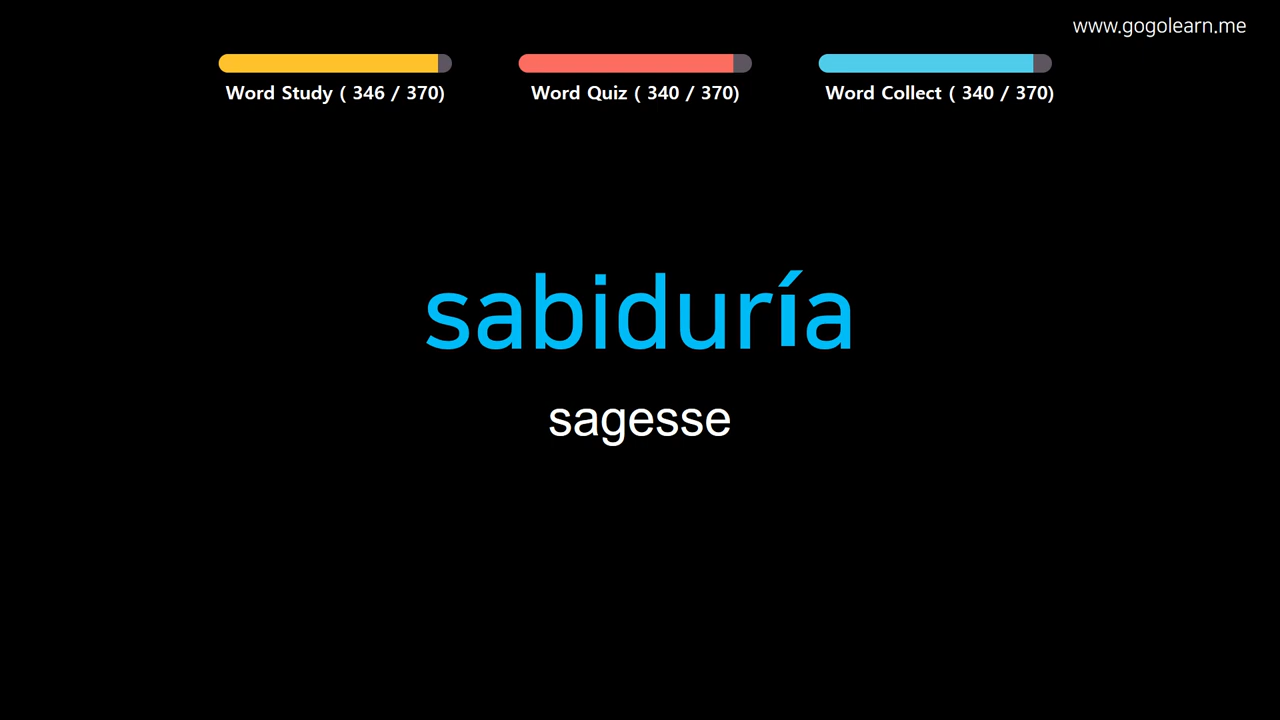 www.gogolearn.me
Word Study ( 346 / 370)
Word Quiz ( 340 / 370)
Word Collect ( 340 / 370)
sabiduría
sagesse